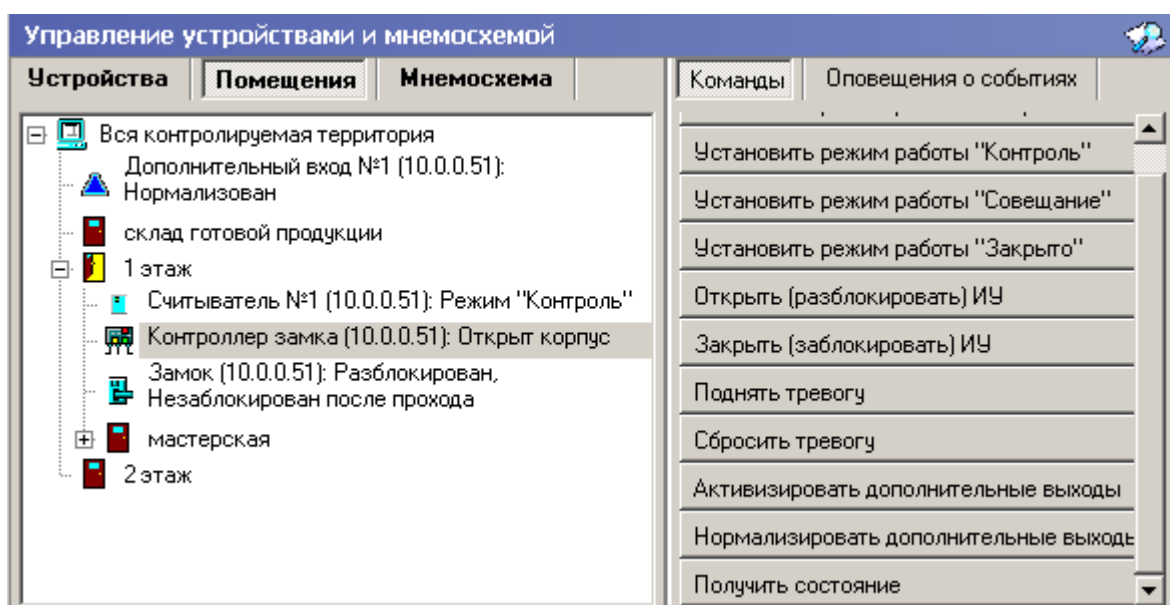 Управление устройствами и мнемосхемой
Устройства
Помещения
Мнемосхема
Вся контролируемая территория
Дополнительный вход №1 (10.0.0.51):
Нормализован
склад готовой продукции
1 этаж
Считыватель №1 (10.0.0.51): Режим "Контроль"
Контроллер замка (10.0.0.51): Открыт корпус
Замок (10.0.0.51): Разблокирован,
Незаблокирован после прохода
мастерская
2 этаж
Команды
Оповещения о событиях
Установить режим работы "Контроль"
Установить режим работы "Совещание"
Установить режим работы "Закрыто"
Открыть (разблокировать) ИУ
Закрыть (заблокировать) ИУ
Поднять тревогу
Сбросить тревогу
Активизировать дополнительные выходы
Нормализировать дополнительные выходы
Получить состояние